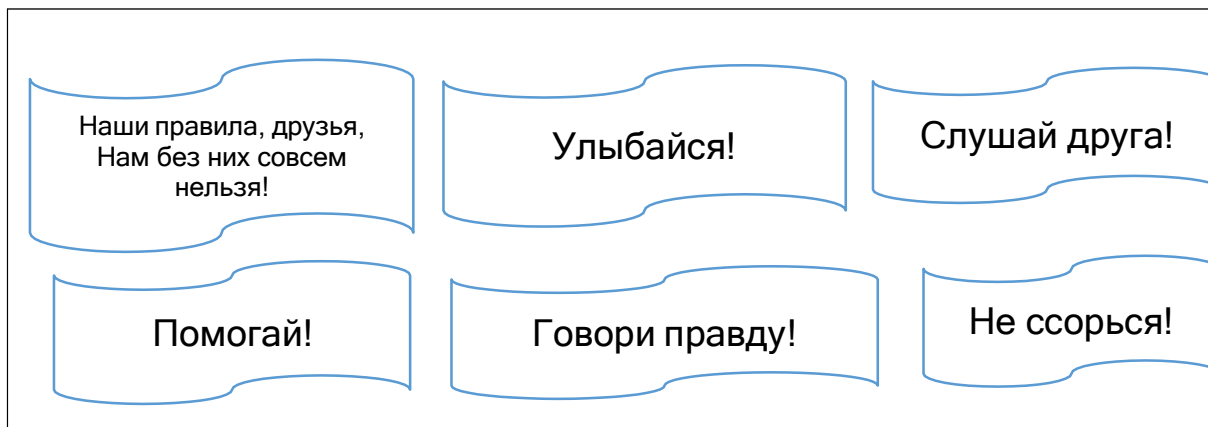 Наши правила, друзья,
Нам без них совсем
нельзя!
Улыбайся!
Слушай друга!
Помогай!
Говори правду!
Не ссорься!